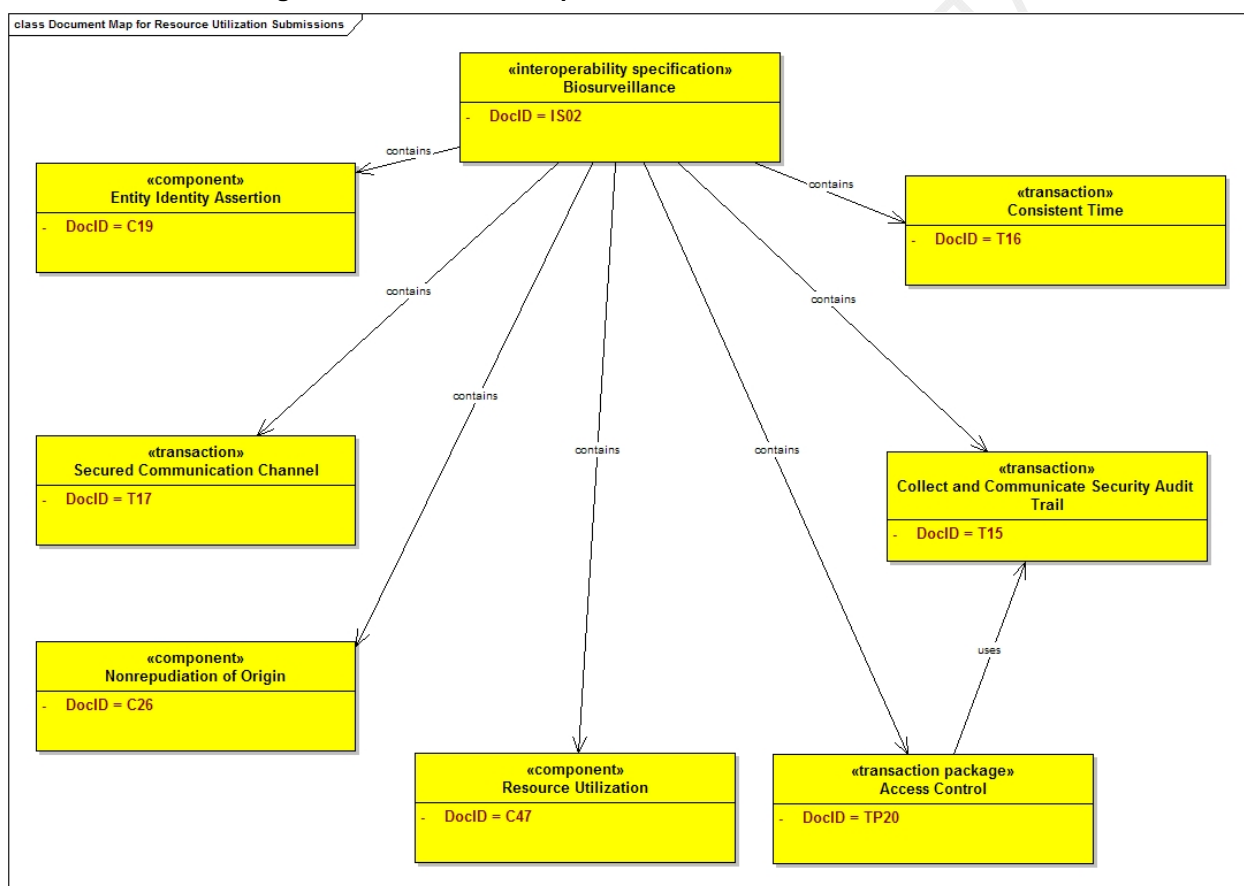 class Document Map for Resource Utilization Submissions
«interoperability specification»
Biosurveillance
- DocID = IS02
contains
«component»
Entity Identity Assertion
- DocID = C19
contains
«transaction»
Consistent Time
- DocID = T16
contains
contains
contains
contains
contains
«transaction»
Secured Communication Channel
- DocID = T17
«transaction»
Collect and Communicate Security Audit
Trail
- DocID = T15
uses
«component»
Nonrepudiation of Origin
- DocID = C26
«component»
Resource Utilization
- DocID = C47
«transaction package»
Access Control
- DocID = TP20